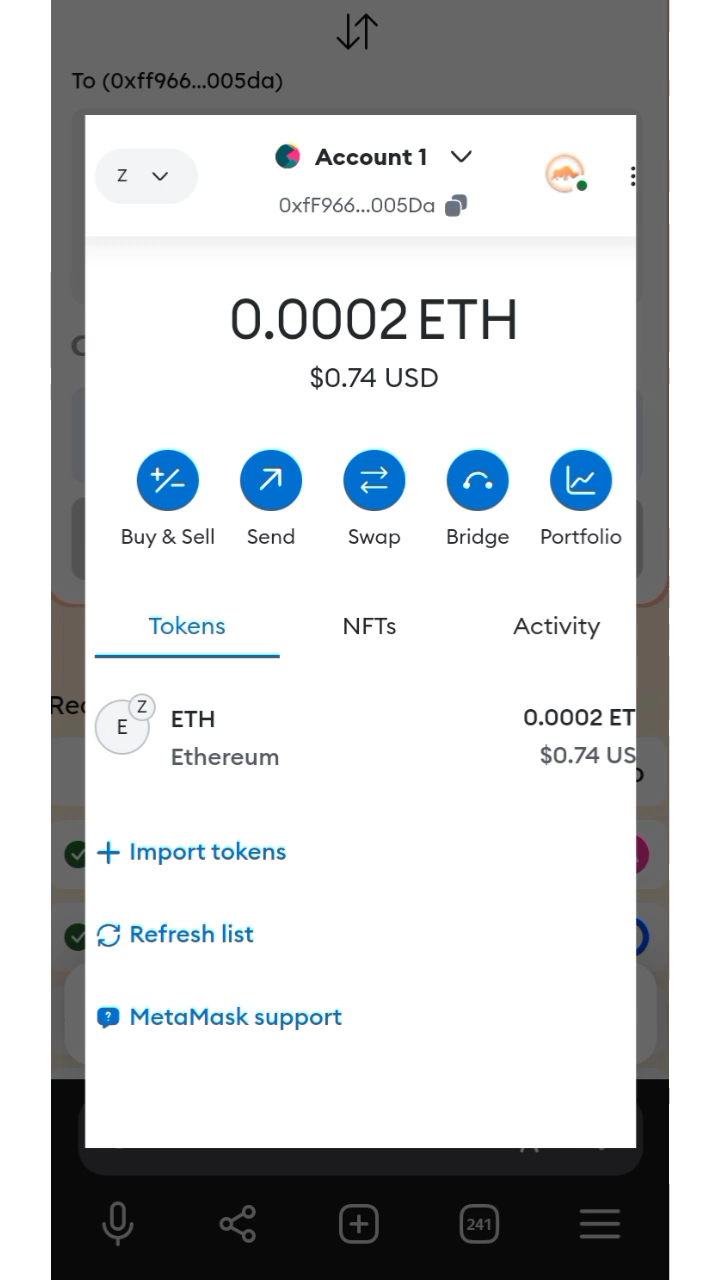 To (0xff966...005da)
Z
Account 1
0xfF966...005Da
0.0002 ETH
$0.74 USD
Buy & Sell
Send
Swap
Bridge
Portfolio
Tokens
NFTs
Activity
E
Z
ETH
0.0002 ET
Ethereum
$0.74 US
Import tokens
Refresh list
MetaMask support
241